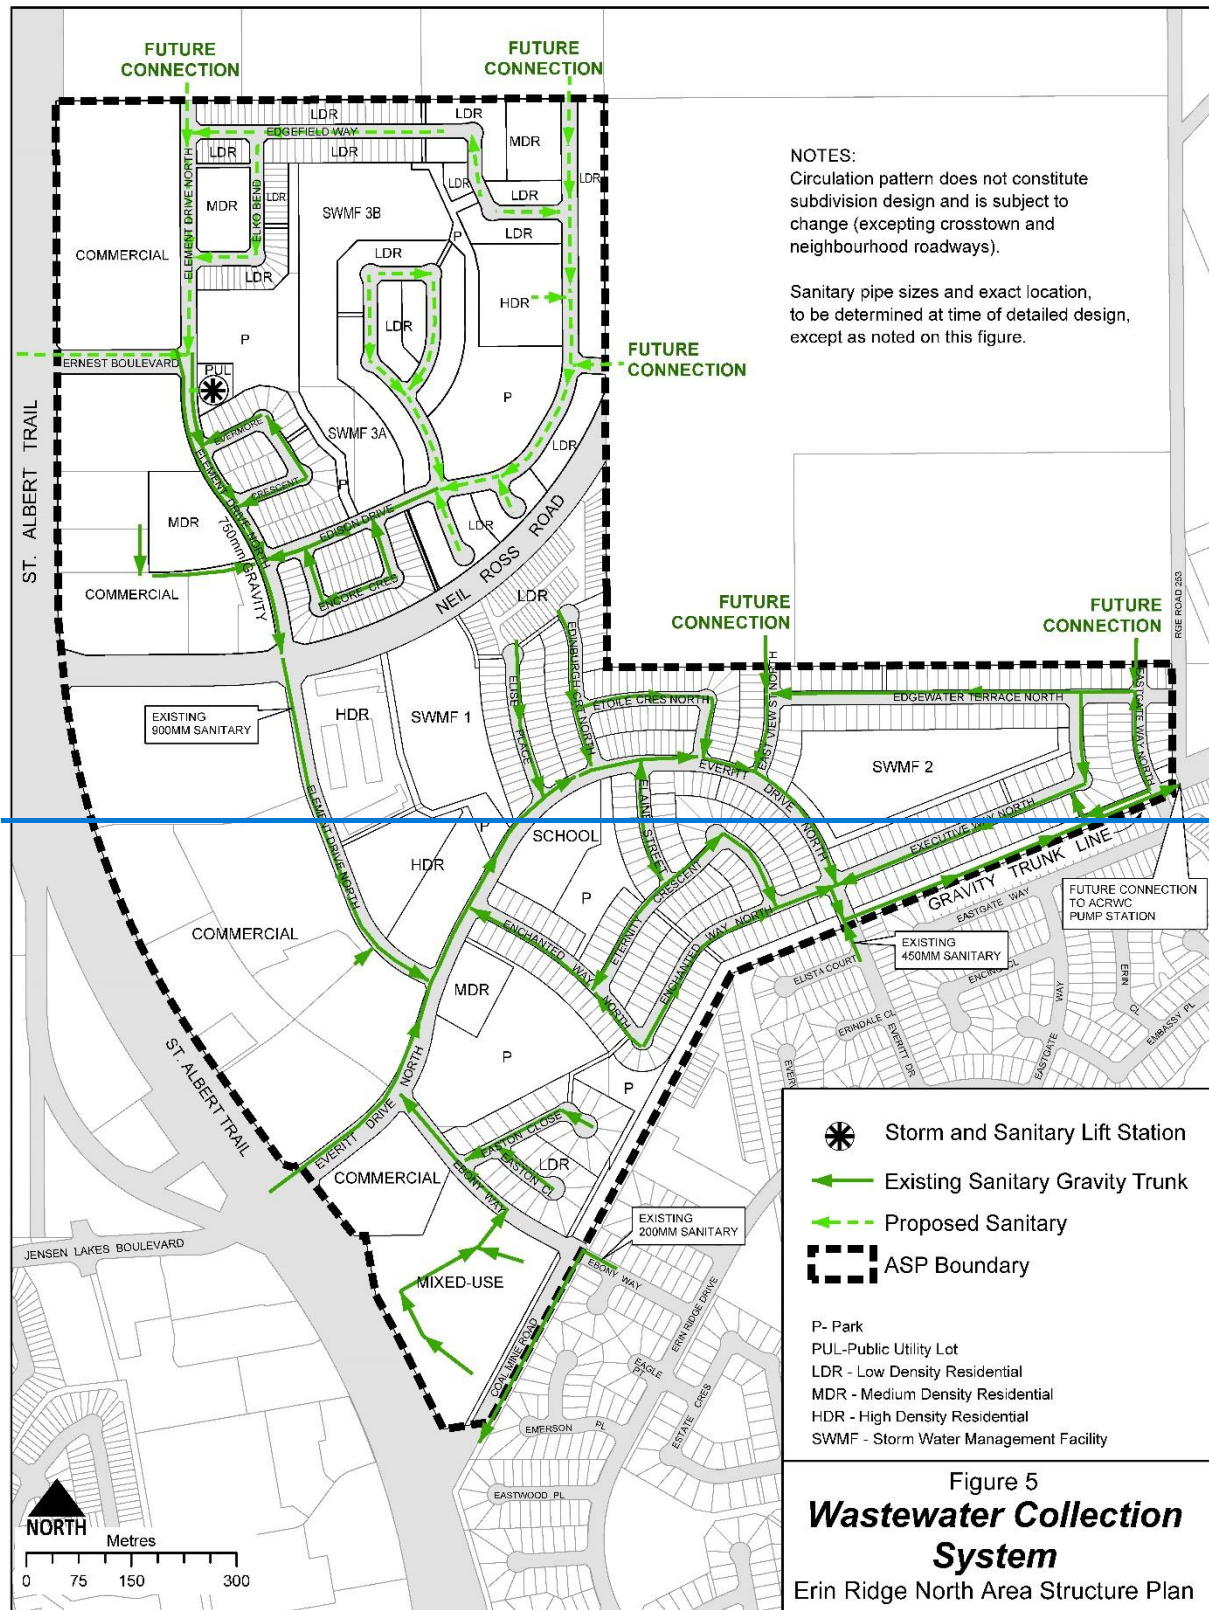 FUTURE
CONNECTION
FUTURE
CONNECTION
LDR
LDR
EDGEFIELD WAY
MDR
LDR
LDR
LDR
LDR
LDR
LDR
MDR
ELKO BEND
ELEMENT DRIVE NORTH
SWMF 3B
P
LDR
COMMERCIAL
LDR
LDR
HDR
LDR
P
P
ERNEST BOULEVARD
PUL
FUTURE
CONNECTION
EVERMORE
CRESCENT
SWMF 3A
P
LDR
LDR
ELEMENT DRIVE NORTH
750mm GRAVITY
EDISON DRIVE
ENCORE CRES
MDR
COMMERCIAL
NEIL ROSS ROAD
ST. ALBERT TRAIL
NOTES:
Circulation pattern does not constitute
subdivision design and is subject to
change (excepting crosstown and
neighbourhood roadways).
Sanitary pipe sizes and exact location,
to be determined at time of detailed design,
except as noted on this figure.
RGE ROAD 253
FUTURE
CONNECTION
FUTURE
CONNECTION
LDR
EDINBURGH CRT NORTH
ELISE PLACE
ETOILE CRES NORTH
EAST VIEW ST NORTH
EDGEWATER TERRACE NORTH
EASTGATE WAY NORTH
EXISTING
900MM SANITARY
HDR
SWMF 1
EVERITT DRIVE NORTH
SWMF 2
ELEMENT DRIVE NORTH
P
SCHOOL
ELAINE STREET
EXECUTIVE WAY NORTH
GRAVITY TRUNK LINE
HDR
P
ETERNITY CRESCENT
ENCHANTED WAY NORTH
ENCHANTED WAY NORTH
FUTURE CONNECTION
TO ACRWC
PUMP STATION
EXISTING
450MM SANITARY
EASTGATE WAY
ELISTA COURT
ENCINO CL
ERIN CL
ERINDALE CL
EVERITT DR
EASTGATE WAY
EMBASSY PL
COMMERCIAL
MDR
P
P
ST. ALBERT TRAIL
EVERITT DRIVE NORTH
COMMERCIAL
EASTON CLOSE
EASTON CL
LDR
EBONY WAY
EXISTING
200MM SANITARY
JENSEN LAKES BOULEVARD
MIXED-USE
EBONY WAY
COAL MINE ROAD
ERIN RIDGE DRIVE
EAGLE PT
ESTATE CRES
EMERSON PL
EASTWOOD PL
Storm and Sanitary Lift Station
Existing Sanitary Gravity Trunk
Proposed Sanitary
ASP Boundary
P- Park
PUL-Public Utility Lot
LDR - Low Density Residential
MDR - Medium Density Residential
HDR - High Density Residential
SWMF - Storm Water Management Facility
NORTH
Metres
0 75 150 300
Figure 5
Wastewater Collection
System
Erin Ridge North Area Structure Plan